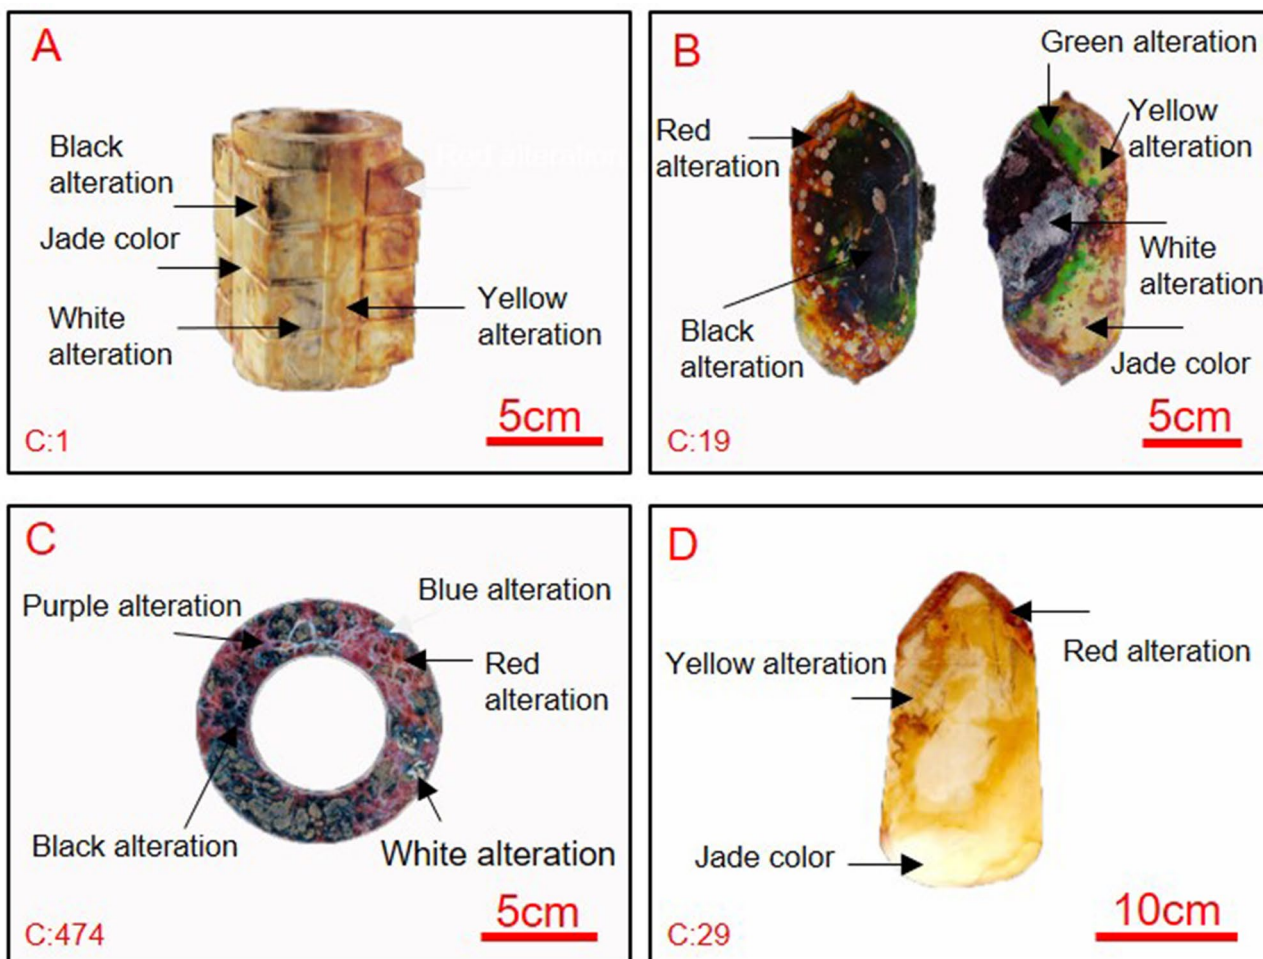 A
Black
alteration
Red alteration
Jade color
White
alteration
Yellow
alteration
5cm
C:1
B
Green alteration
Red
alteration
Yellow
alteration
White
alteration
Black
alteration
Jade color
5cm
C:19
C
Purple alteration
Blue alteration
Red
alteration
Black alteration
White alteration
5cm
C:474
D
Yellow alteration
Red alteration
Jade color
10cm
C:29